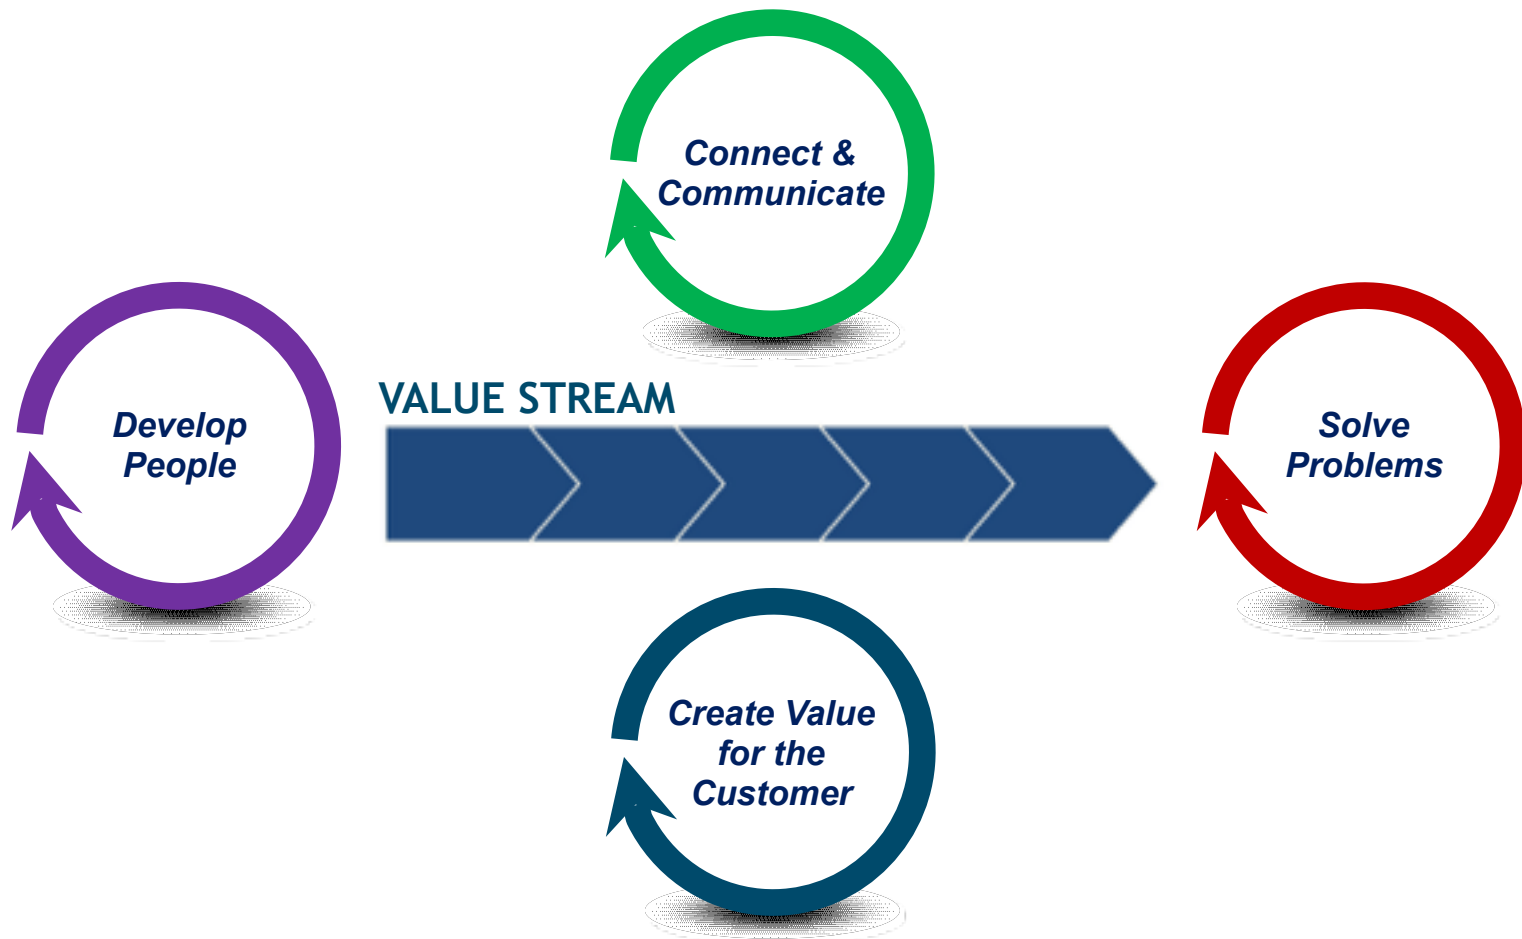 Connect &
Communicate
VALUE STREAM
Develop
People
Solve
Problems
Create Value
for the
Customer